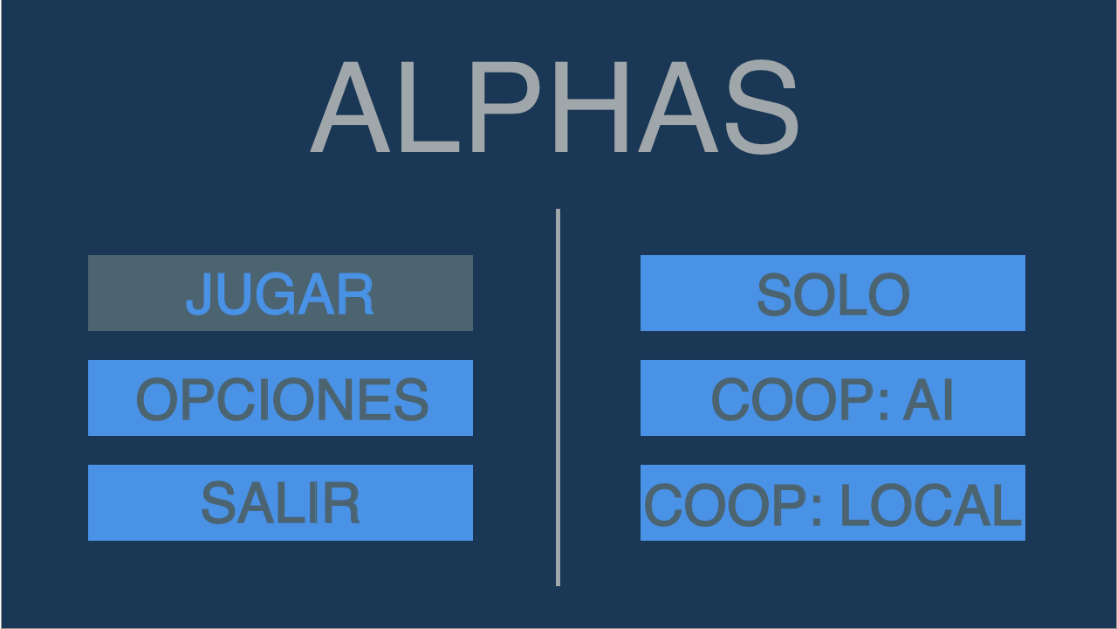 ALPHAS
JUGAR
OPCIONES
SALIR
SOLO
COOP: AI
COOP: LOCAL